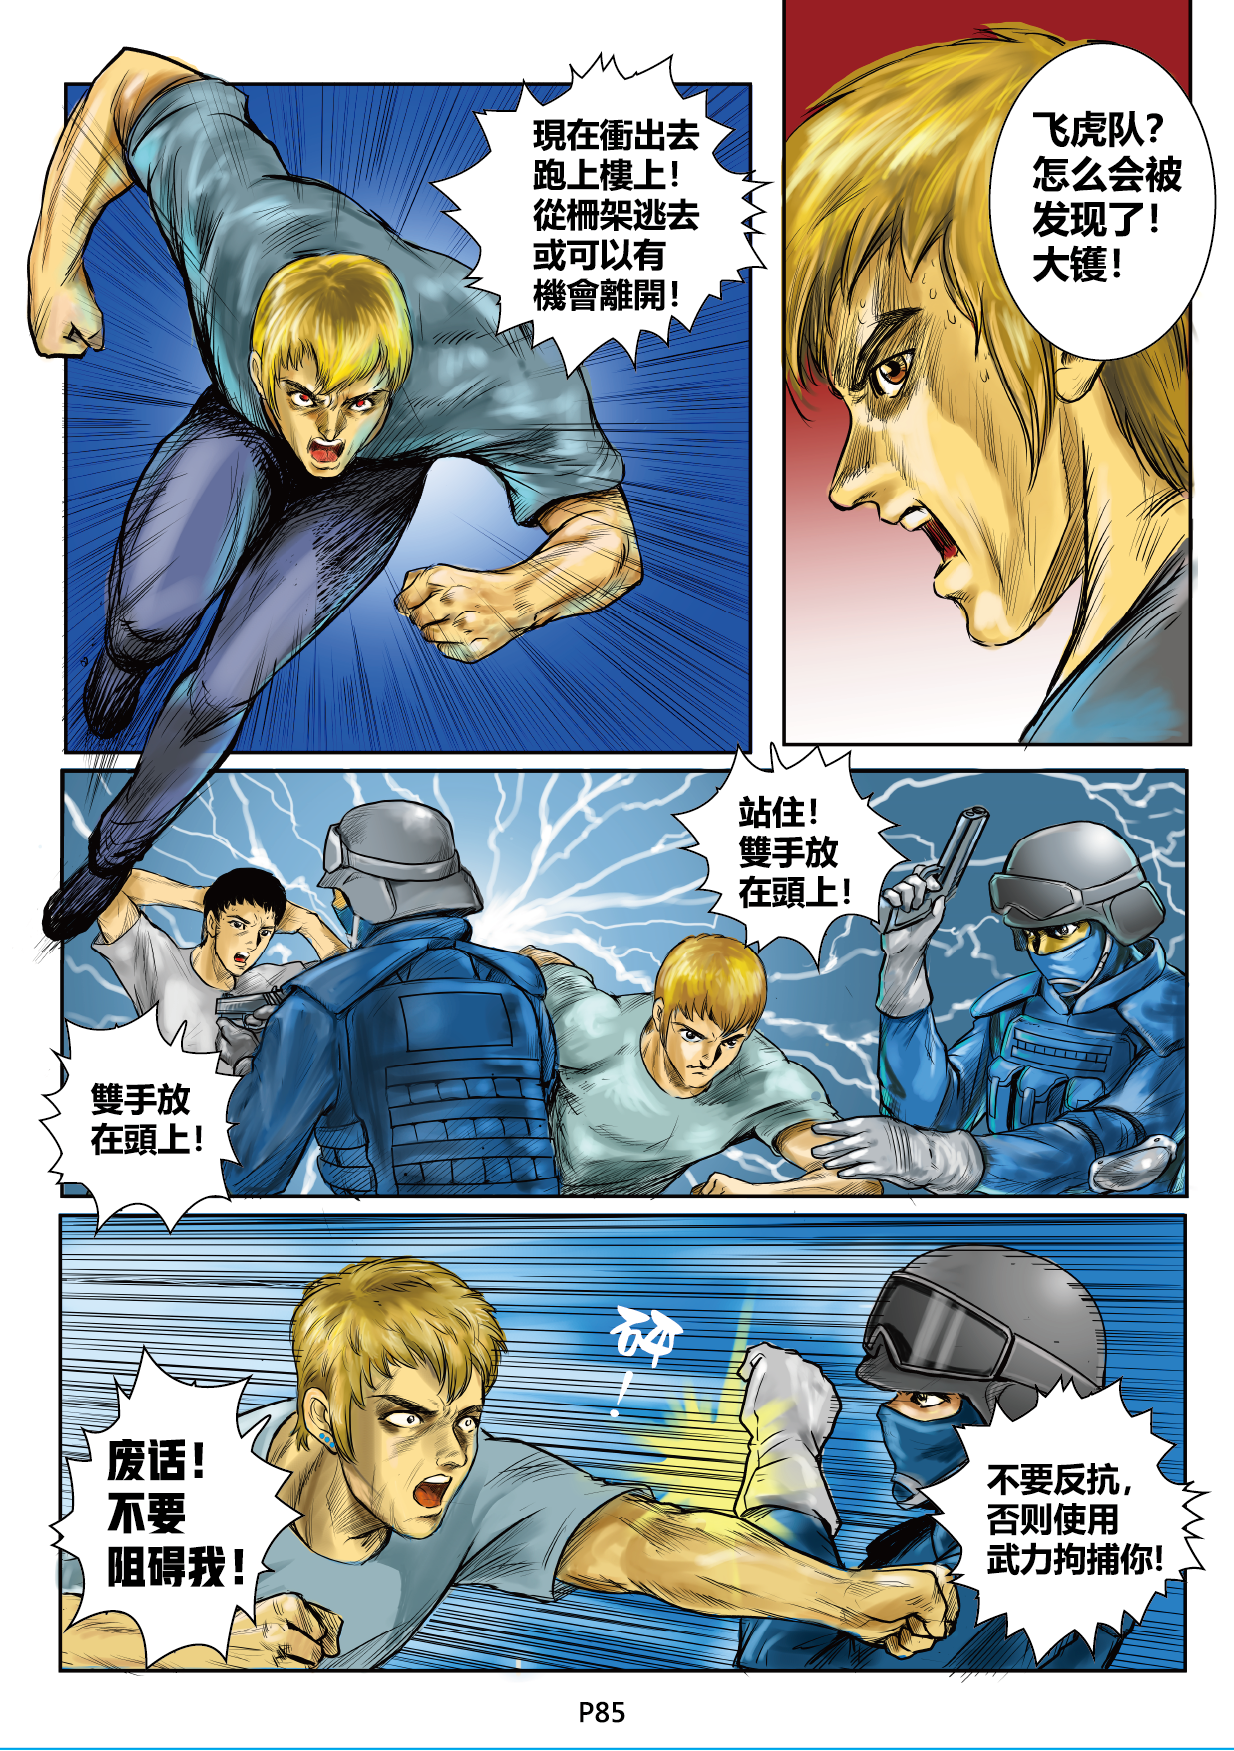 飞虎队?
怎么会被
发现了!
大镬!
現在衝出去
跑上樓上!
從柵架逃去
或可以有
機會離開!
站住!
雙手放
在頭上!
雙手放
在頭上!
砰!
废话!
不要
阻碍我!
不要反抗,
否则使用
武力拘捕你!
P85